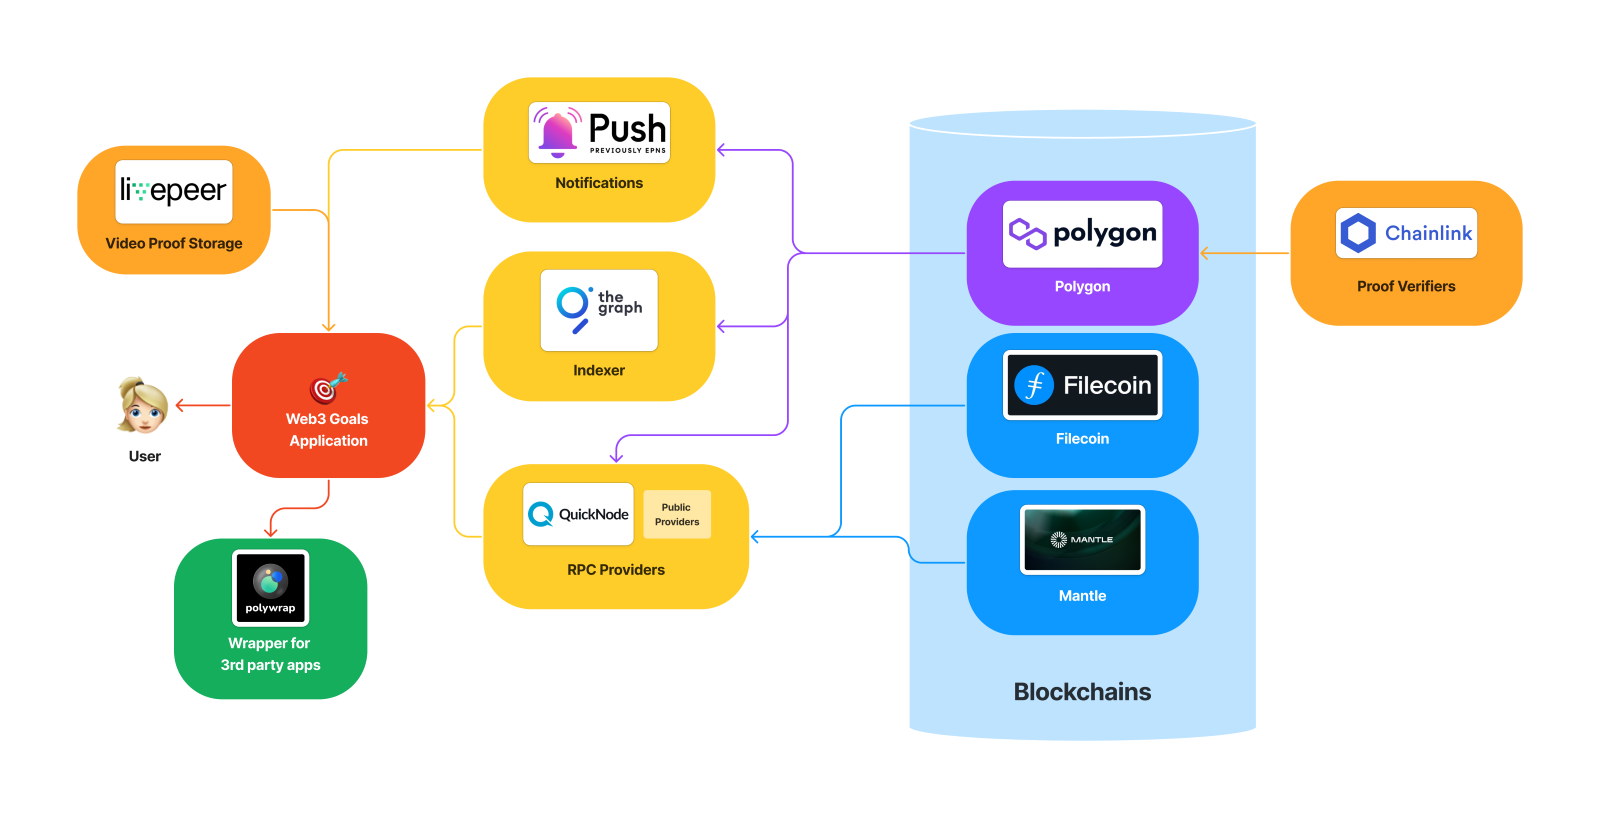 Push
PREVIOUSLY EPNS
Notifications
livepeer
Video Proof Storage
polygon
Polygon
Chainlink
Proof Verifiers
the
graph
Indexer
Filecoin
Filecoin
Web3 Goals
Application
User
QuickNode
Public
Providers
RPC Providers
MANTLE
Mantle
polywrap
Wrapper for
3rd party apps
Blockchains